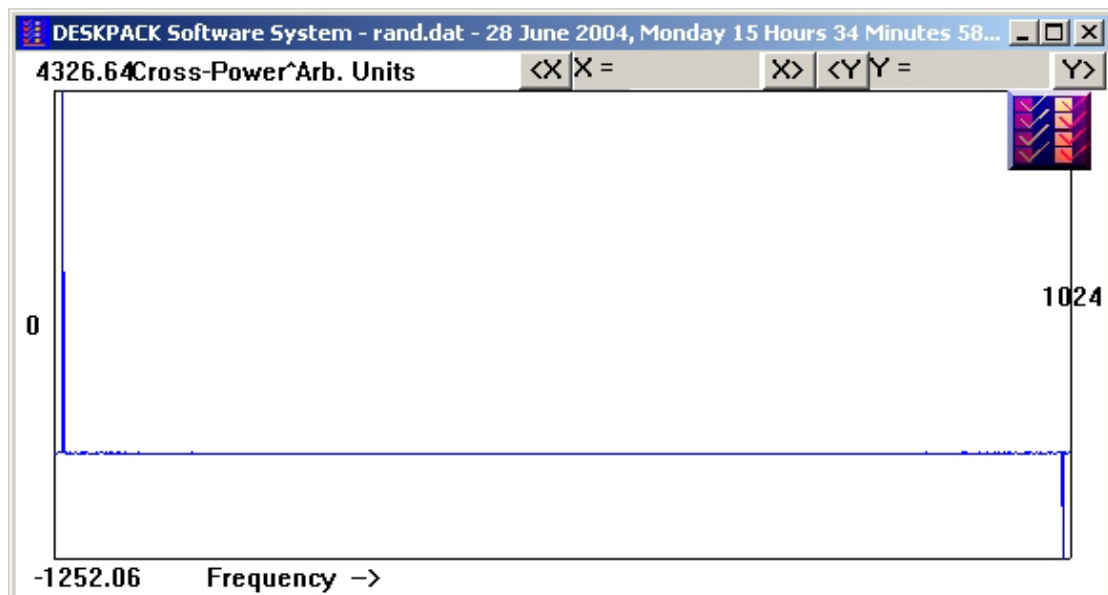 DESKPACK Software System - rand.dat - 28 June 2004, Monday 15 Hours 34 Minutes 58...
4326.64Cross-Power^Arb. Units <X X = X> <Y Y = Y>
1024
0
-1252.06 Frequency –>